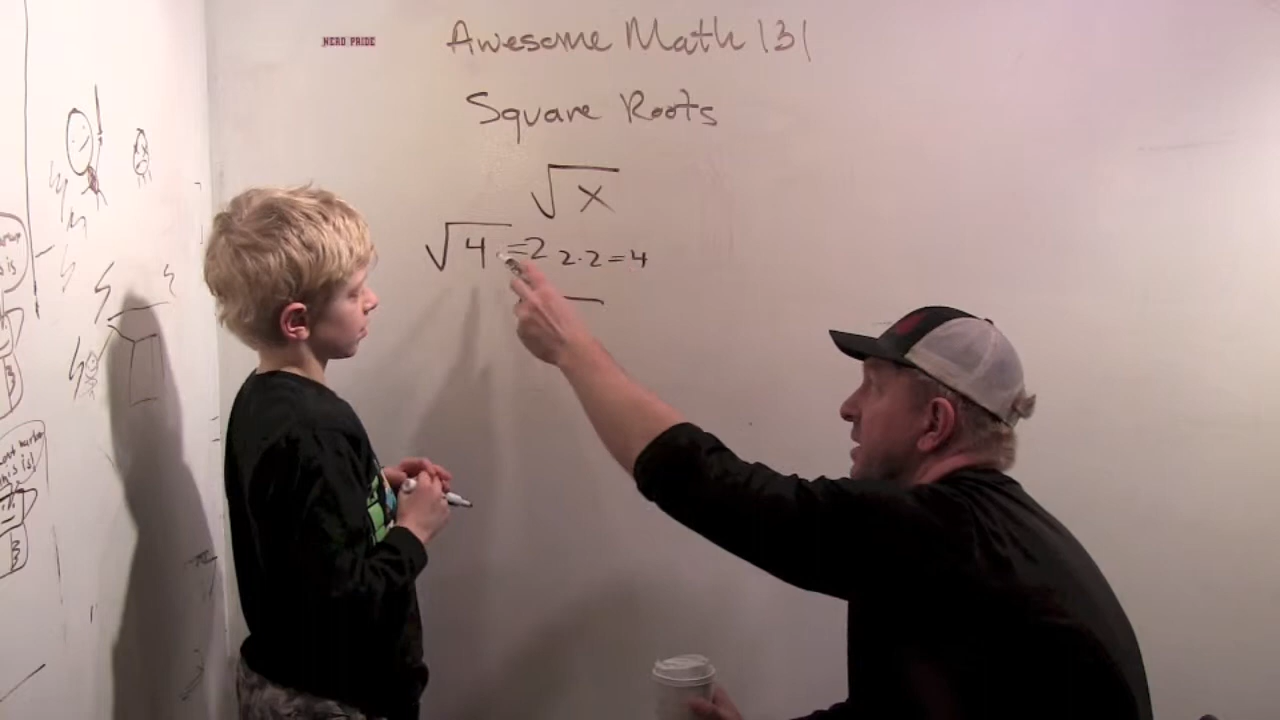 NERD PRIDE
Awesome Math 131
Square Roots
√x
√4 = 2 2·2=4